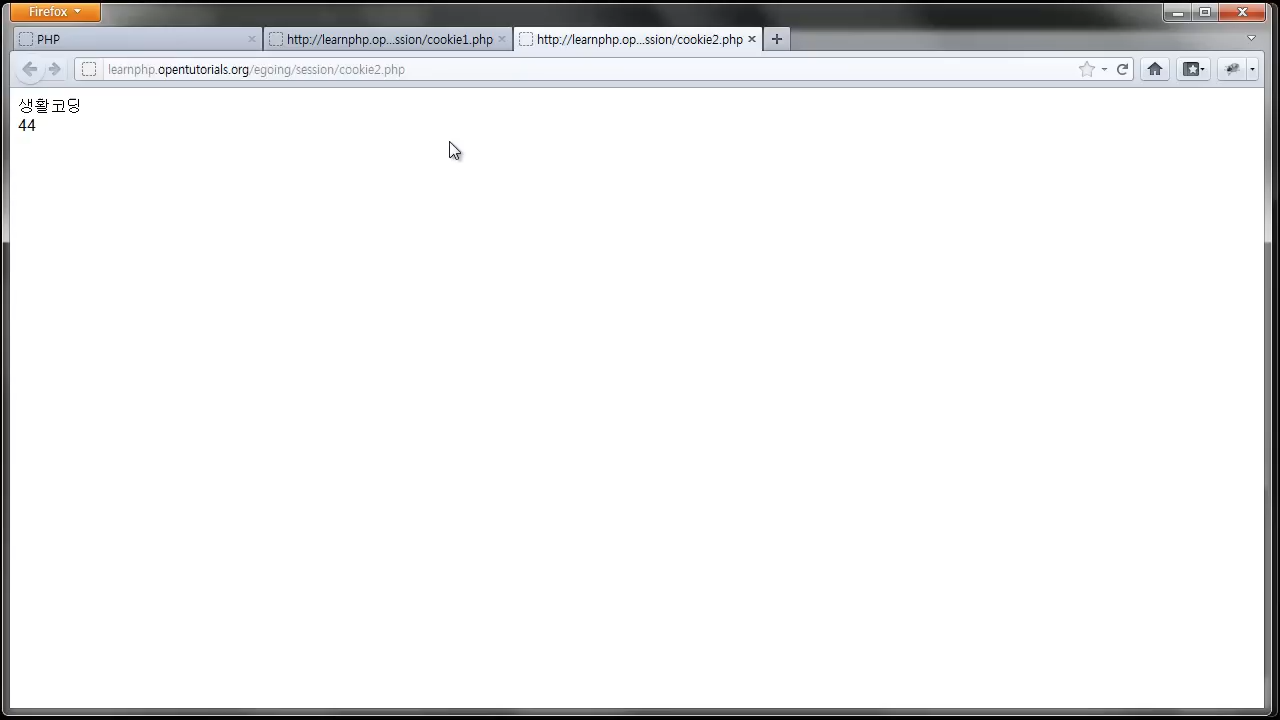 Firefox
PHP
http://learnphp.op...ssion/cookie1.php
http://learnphp.op...ssion/cookie2.php
learnphp.opentutorials.org/egoing/session/cookie2.php
생활코딩
44